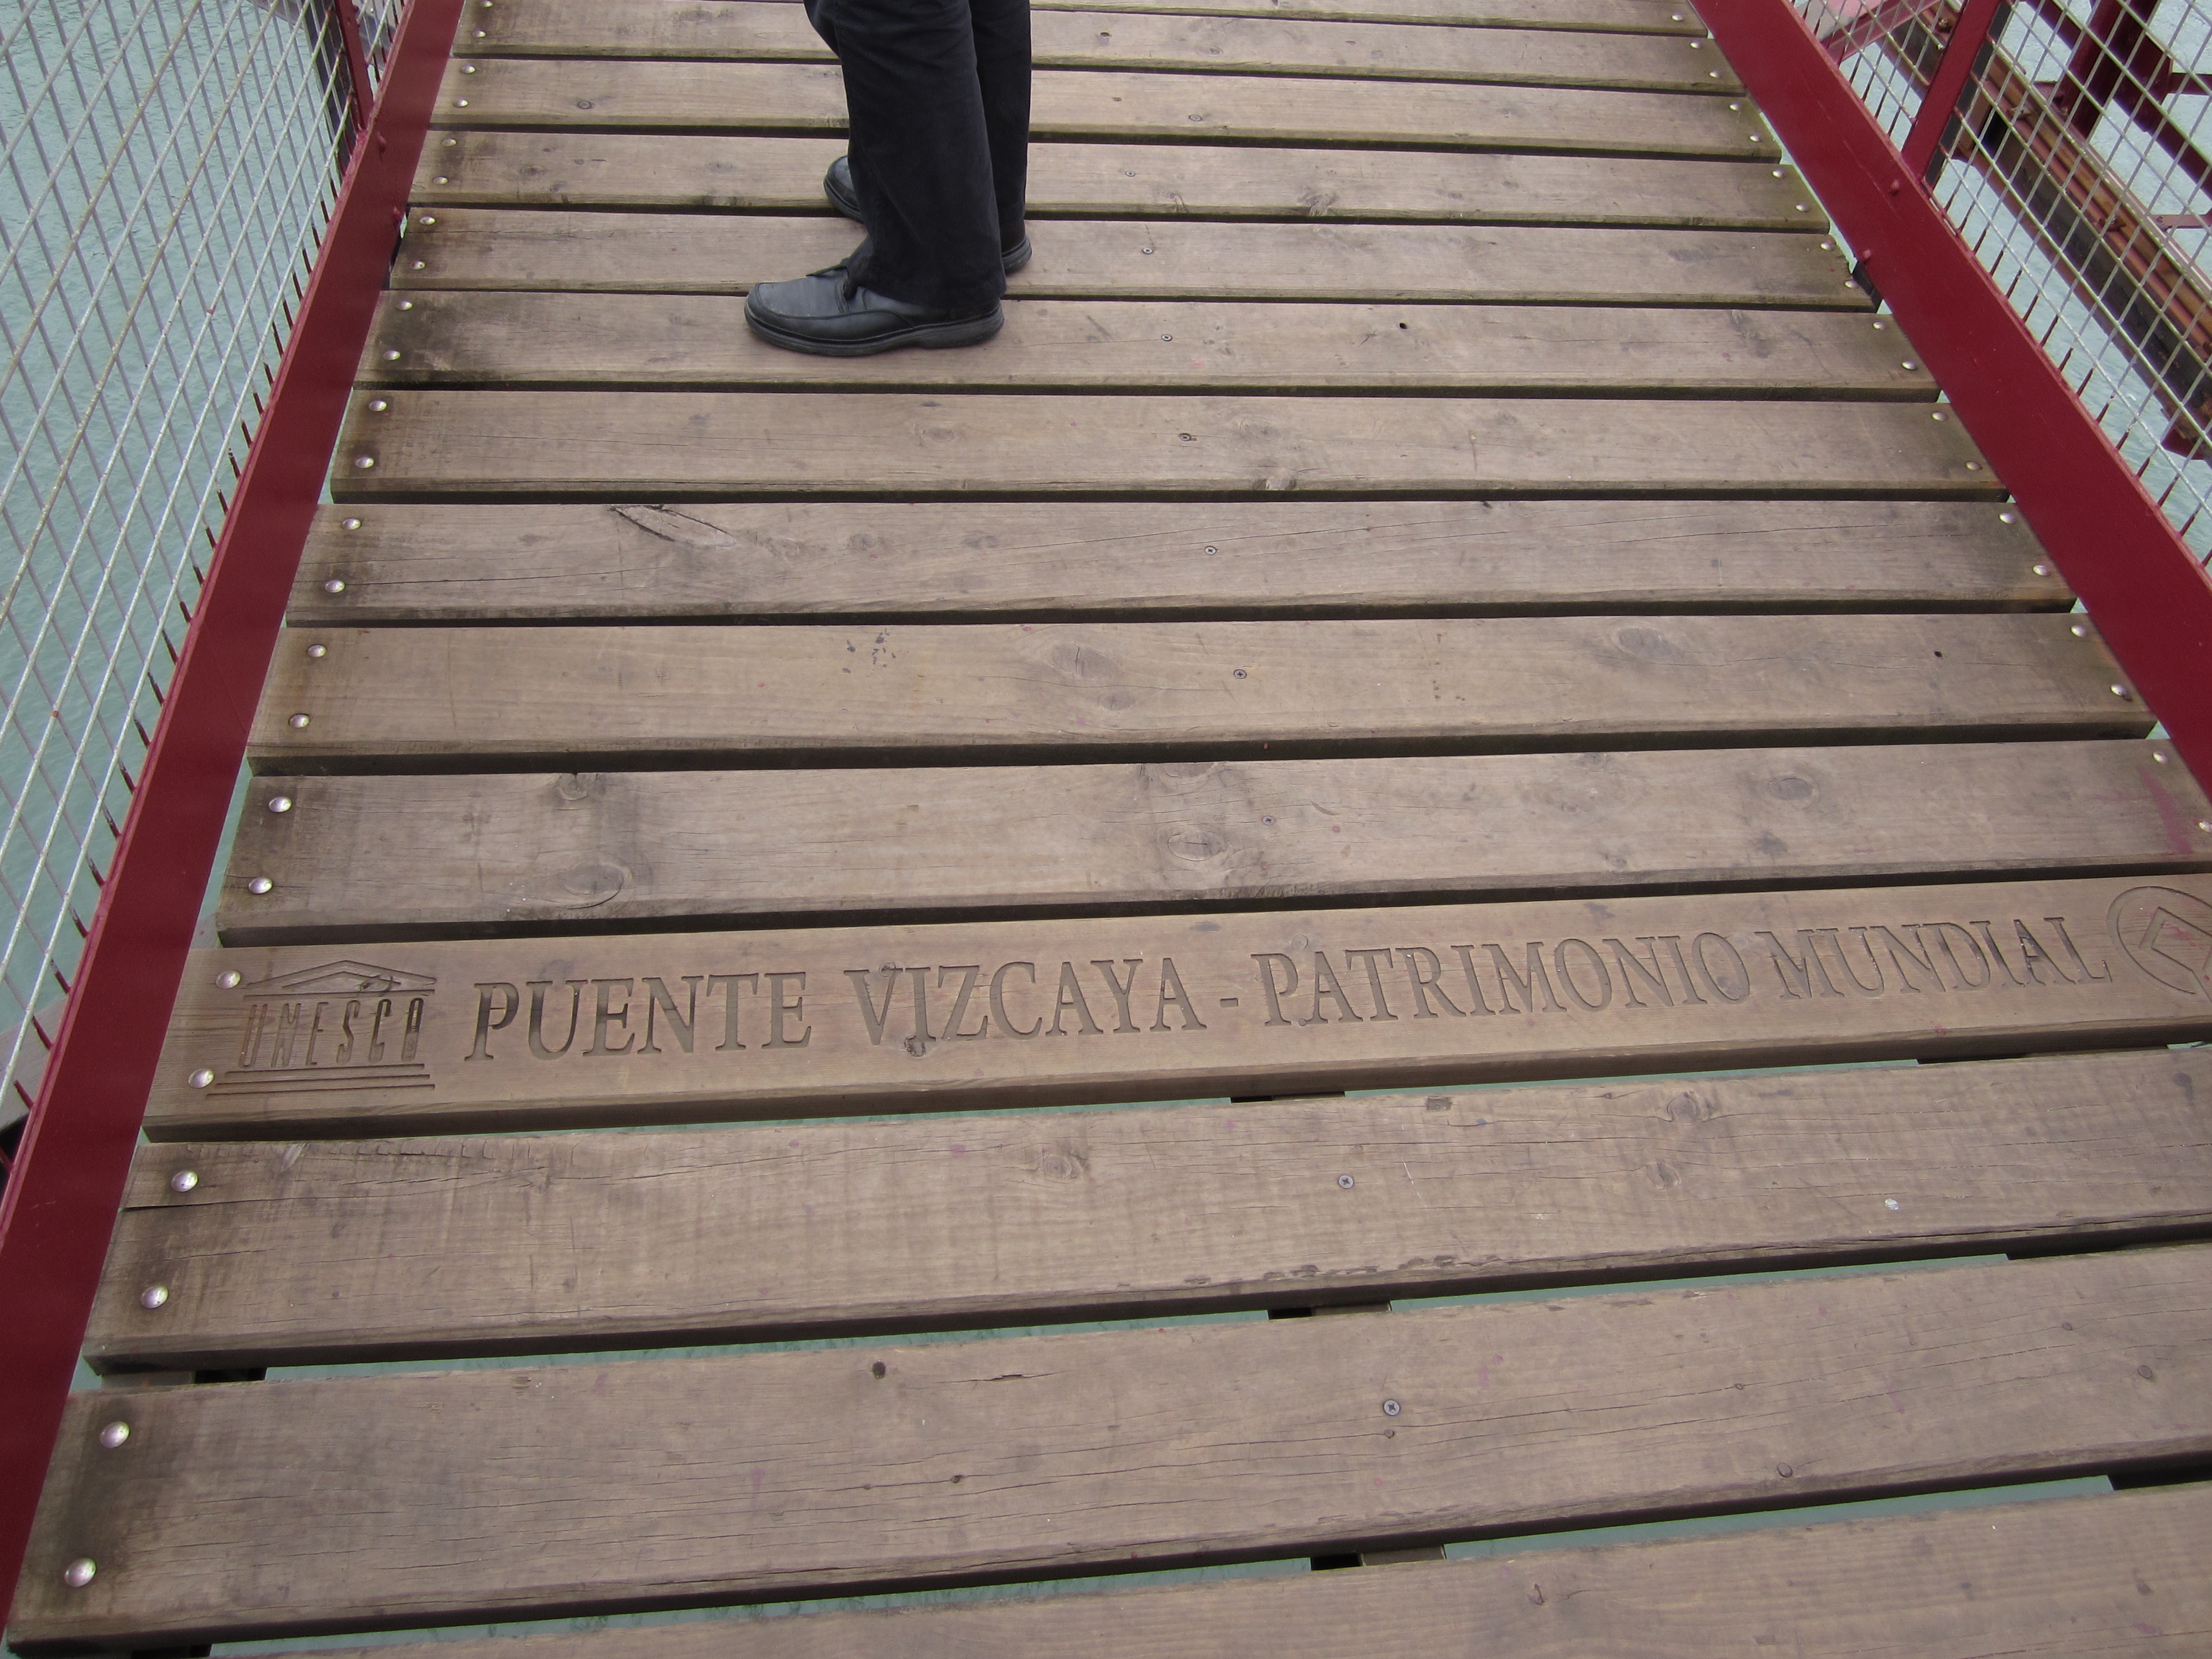 UNESCO PUENTE VIZCAYA - PATRIMONIO MUNDIAL